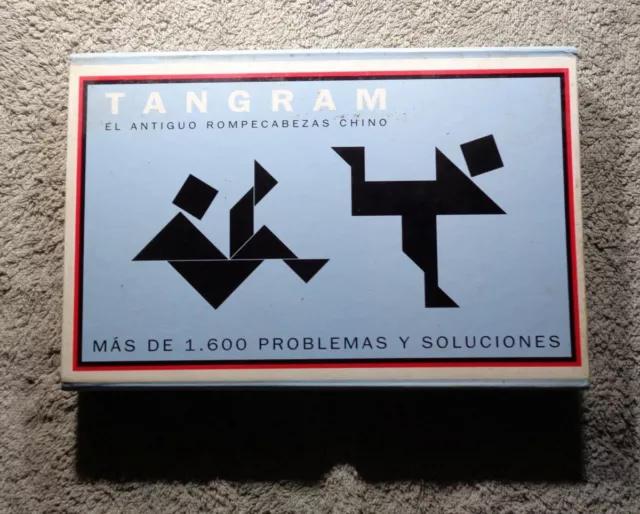 TANGRAM
EL ANTIGUO ROMPECABEZAS CHINO
MÁS DE 1.600 PROBLEMAS Y SOLUCIONES